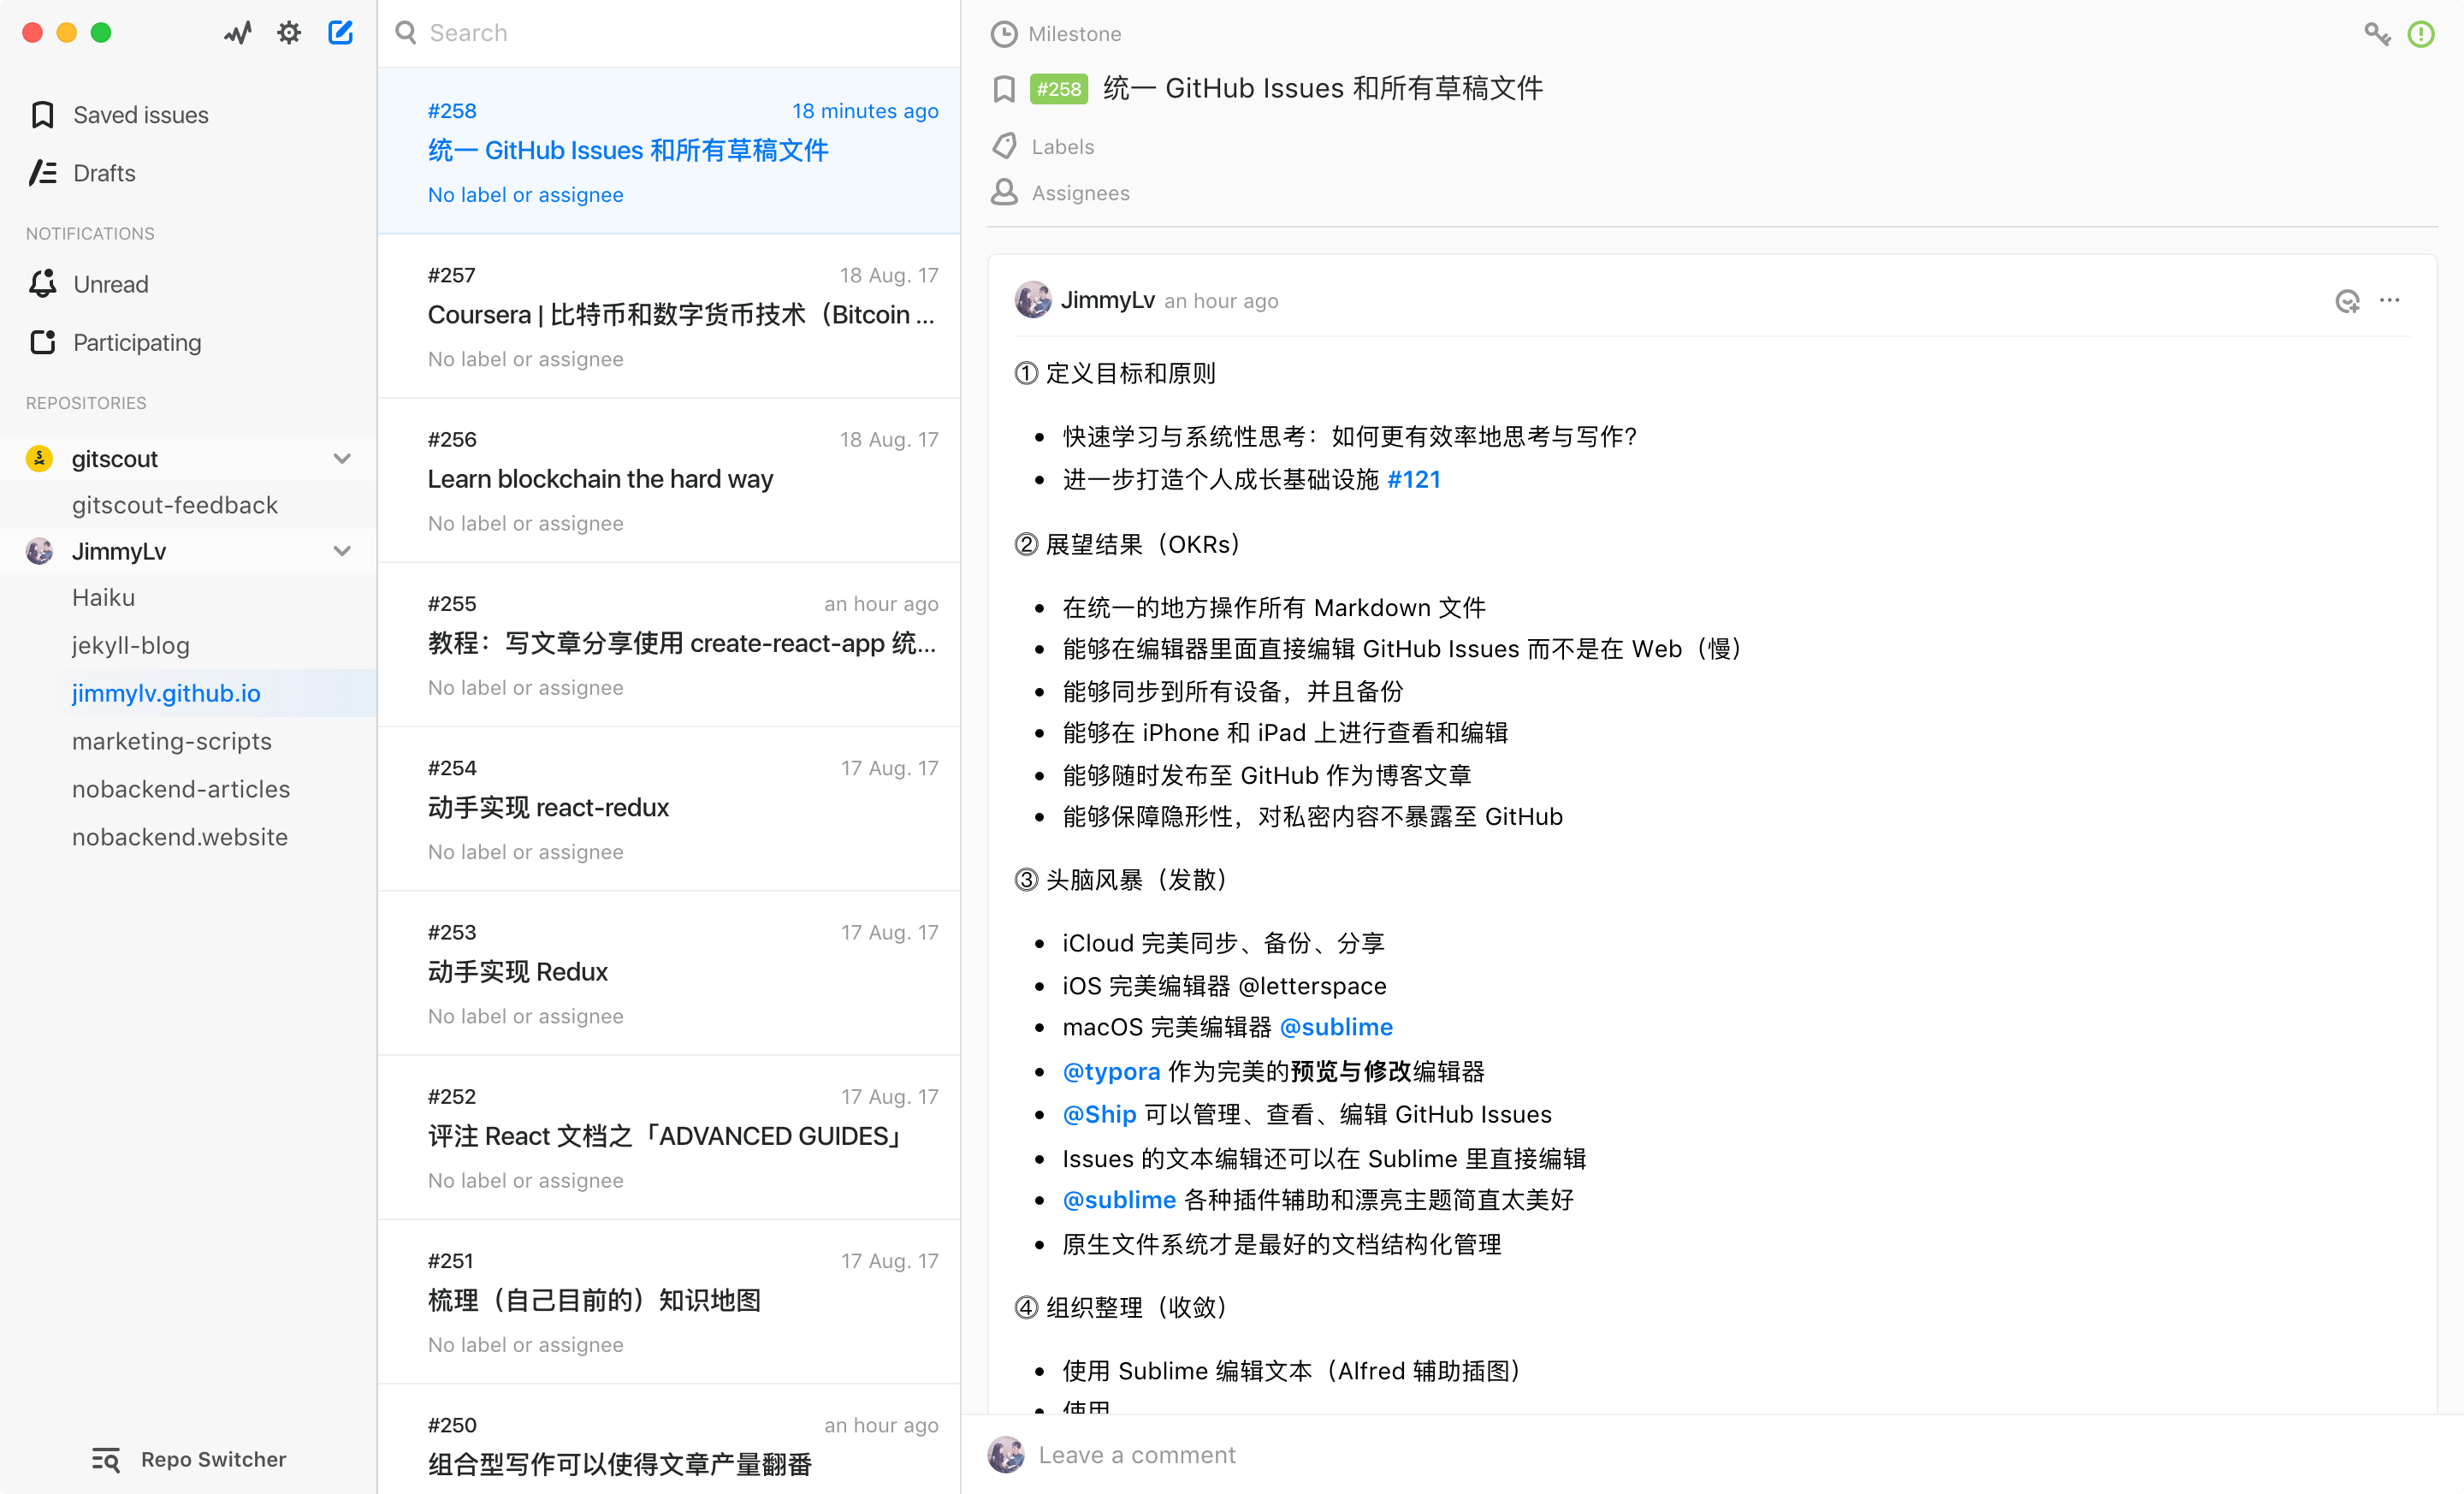 Saved issues
Drafts
NOTIFICATIONS
Unread
Participating
REPOSITORIES
gitscout
gitscout-feedback
JimmyLv
Haiku
jekyll-blog
jimmylv.github.io
marketing-scripts
nobackend-articles
nobackend.website
Repo Switcher
Search
#258 18 minutes ago
统一 GitHub Issues 和所有草稿文件
No label or assignee
#257 18 Aug. 17
Coursera | 比特币和数字货币技术（Bitcoin ...
No label or assignee
#256 18 Aug. 17
Learn blockchain the hard way
No label or assignee
#255 an hour ago
教程：写文章分享使用 create-react-app 统...
No label or assignee
#254 17 Aug. 17
动手实现 react-redux
No label or assignee
#253 17 Aug. 17
动手实现 Redux
No label or assignee
#252 17 Aug. 17
评注 React 文档之「ADVANCED GUIDES」
No label or assignee
#251 17 Aug. 17
梳理（自己目前的）知识地图
No label or assignee
#250 an hour ago
组合型写作可以使得文章产量翻番
Milestone
#258 统一 GitHub Issues 和所有草稿文件
Labels
Assignees
JimmyLv an hour ago
① 定义目标和原则
• 快速学习与系统性思考：如何更有效率地思考与写作？
• 进一步打造个人成长基础设施 #121
② 展望结果（OKRs）
• 在统一的地方操作所有 Markdown 文件
• 能够在编辑器里面直接编辑 GitHub Issues 而不是在 Web（慢）
• 能够同步到所有设备，并且备份
• 能够在 iPhone 和 iPad 上进行查看和编辑
• 能够随时发布至 GitHub 作为博客文章
• 能够保障隐形性，对私密内容不暴露至 GitHub
③ 头脑风暴（发散）
• iCloud 完美同步、备份、分享
• iOS 完美编辑器 @letterspace
• macOS 完美编辑器 @sublime
• @typora 作为完美的预览与修改编辑器
• @Ship 可以管理、查看、编辑 GitHub Issues
• Issues 的文本编辑还可以在 Sublime 里直接编辑
• @sublime 各种插件辅助和漂亮主题简直太美好
• 原生文件系统才是最好的文档结构化管理
④ 组织整理（收敛）
• 使用 Sublime 编辑文本（Alfred 辅助插图）
• 使用
Leave a comment